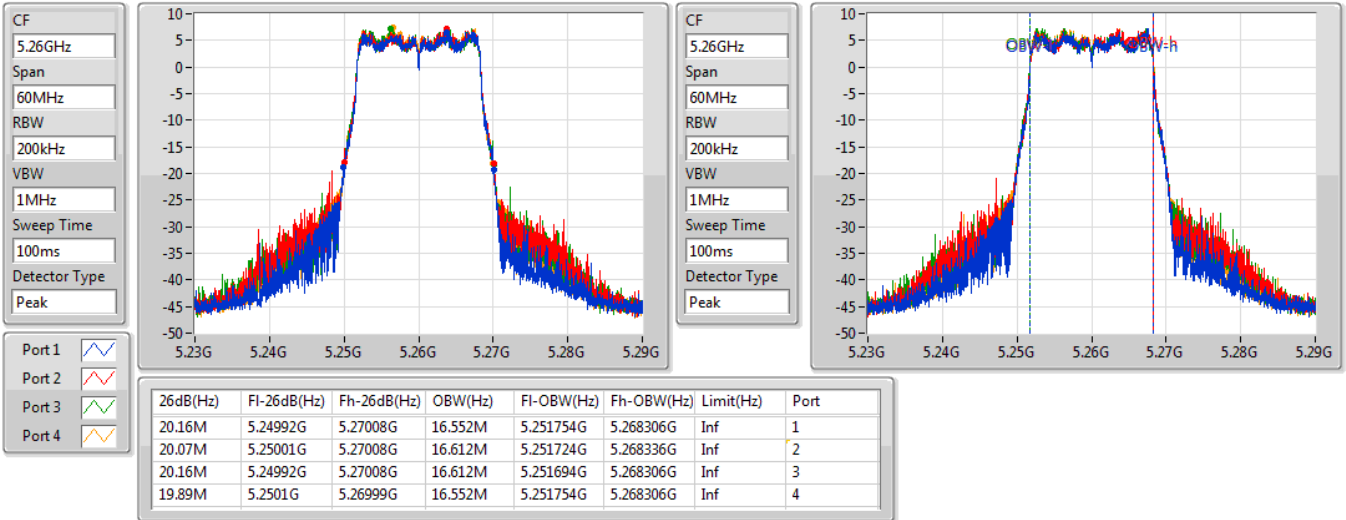 CF
5.26GHz
Span
60MHz
RBW
200kHz
VBW
1MHz
Sweep Time
100ms
Detector Type
Peak
10
5
0
-5
-10
-15
-20
-25
-30
-35
-40
-45
-50
5.23G 5.24G 5.25G 5.26G 5.27G 5.28G 5.29G
CF
5.26GHz
Span
60MHz
RBW
200kHz
VBW
1MHz
Sweep Time
100ms
Detector Type
Peak
10
5
0
-5
-10
-15
-20
-25
-30
-35
-40
-45
-50
5.23G 5.24G 5.25G 5.26G 5.27G 5.28G 5.29G
Port 1
Port 2
Port 3
Port 4
26dB(Hz) Fl-26dB(Hz) Fh-26dB(Hz) OBW(Hz) Fl-OBW(Hz) Fh-OBW(Hz) Limit(Hz) Port
20.16M 5.24992G 5.27008G 16.552M 5.251754G 5.268306G Inf 1
20.07M 5.25001G 5.27008G 16.612M 5.251724G 5.268336G Inf 2
20.16M 5.24992G 5.27008G 16.612M 5.251694G 5.268306G Inf 3
19.89M 5.2501G 5.26999G 16.552M 5.251754G 5.268306G Inf 4